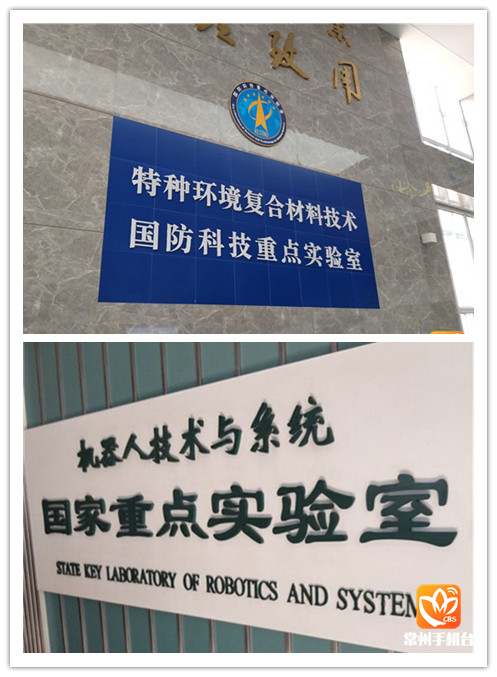 致用
特种环境复合材料技术
国防科技重点实验室
机器人技术与系统
国家重点实验室
STATE KEY LABORATORY OF ROBOTICS AND SYSTEM
CBS
常州手机台